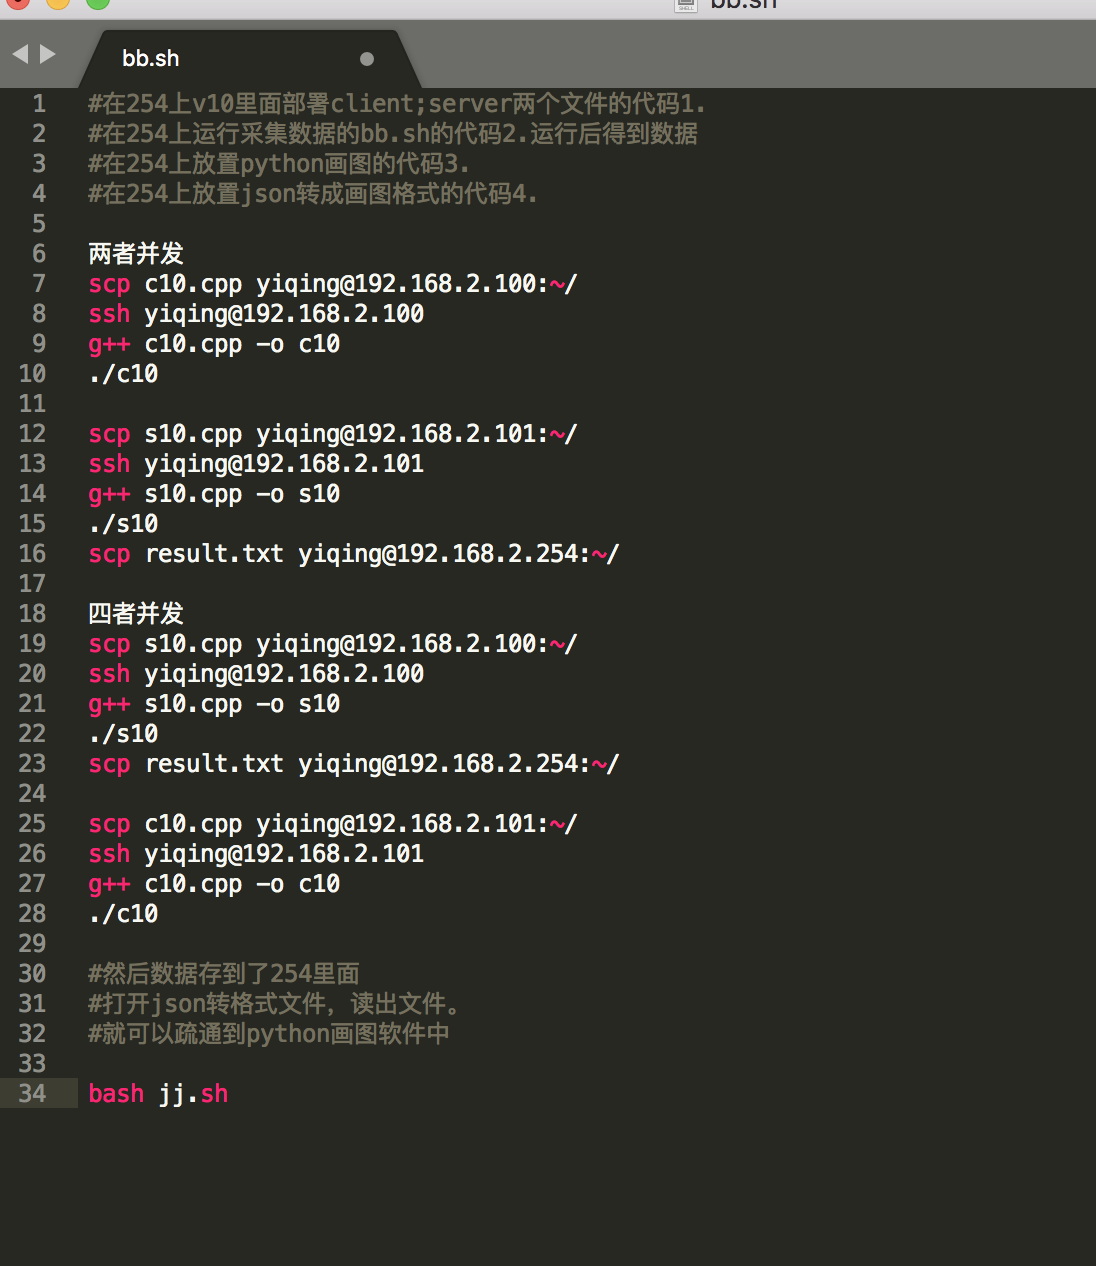 bb.sh
bb.sh
1 #在254上v10里面部署client;server两个文件的代码1.
2 #在254上运行采集数据的bb.sh的代码2.运行后得到数据
3 #在254上放置python画图的代码3.
4 #在254上放置json转成画图格式的代码4.
5
6 两者并发
7 scp c10.cpp yiqing@192.168.2.100:~/
8 ssh yiqing@192.168.2.100
9 g++ c10.cpp -o c10
10 ./c10
11
12 scp s10.cpp yiqing@192.168.2.101:~/
13 ssh yiqing@192.168.2.101
14 g++ s10.cpp -o s10
15 ./s10
16 scp result.txt yiqing@192.168.2.254:~/
17
18 四者并发
19 scp s10.cpp yiqing@192.168.2.100:~/
20 ssh yiqing@192.168.2.100
21 g++ s10.cpp -o s10
22 ./s10
23 scp result.txt yiqing@192.168.2.254:~/
24
25 scp c10.cpp yiqing@192.168.2.101:~/
26 ssh yiqing@192.168.2.101
27 g++ c10.cpp -o c10
28 ./c10
29
30 #然后数据存到了254里面
31 #打开json转格式文件，读出文件。
32 #就可以疏通到python画图软件中
33
34 bash jj.sh